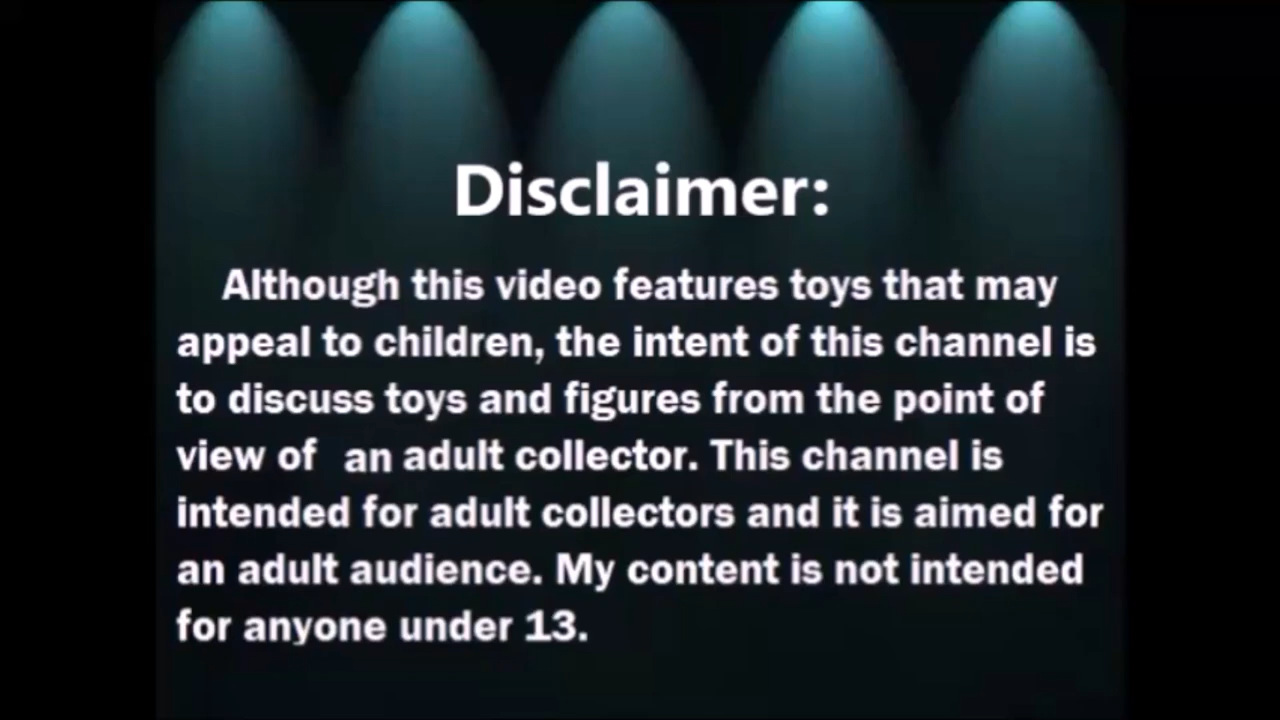 Disclaimer:
Although this video features toys that may
appeal to children, the intent of this channel is
to discuss toys and figures from the point of
view of an adult collector. This channel is
intended for adult collectors and it is aimed for
an adult audience. My content is not intended
for anyone under 13.